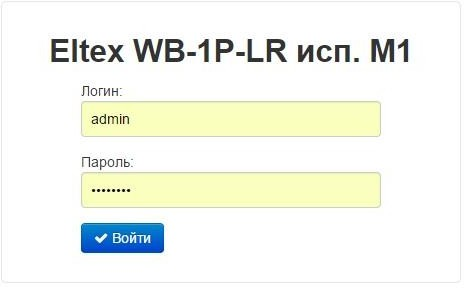 Eltex WB-1P-LR исп. M1
Логин:
admin
Пароль:
••••••••
Войти